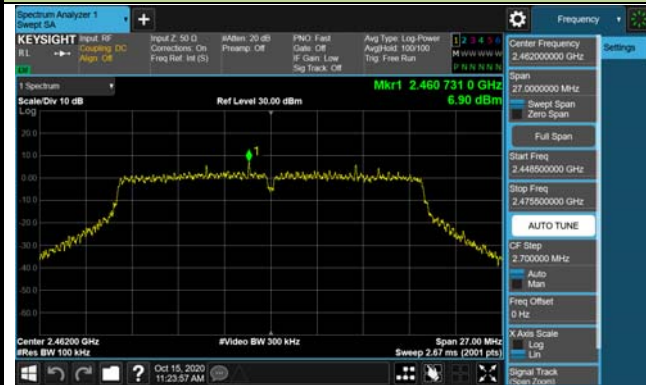 Spectrum Analyzer 1
Swept SA
Frequency
Settings
KEYSIGHT
RL
Input: RF
Coupling: DC
Align: Off
Input Z: 50 Ω
Corrections: On
Freq Ref: Int (S)
#Atten: 20 dB
Preamp: Off
PNO: Fast
Gate: Off
IF Gain: Low
Sig Track: Off
Avg Type: Log-Power
Avg|Hold: 100/100
Trig: Free Run
1 2 3 4 5 6
M W W W W W
P N N N N N
1 Spectrum
Scale/Div 10 dB
Ref Level 30.00 dBm
Mkr1 2.460 731 0 GHz
6.90 dBm
Log
20.0
10.0
0.00
-10.0
-20.0
-30.0
-40.0
-50.0
-60.0
1
Center 2.46200 GHz
#Res BW 100 kHz
#Video BW 300 kHz
Span 27.00 MHz
Sweep 2.67 ms (2001 pts)
Oct 15, 2020
11:23:57 AM
Center Frequency
2.462000000 GHz
Span
27.0000000 MHz
Swept Span
Zero Span
Full Span
Start Freq
2.448500000 GHz
Stop Freq
2.475500000 GHz
AUTO TUNE
CF Step
2.700000 MHz
Auto
Man
Freq Offset
0 Hz
X Axis Scale
Log
Lin
Signal Track
(Span Zoom)